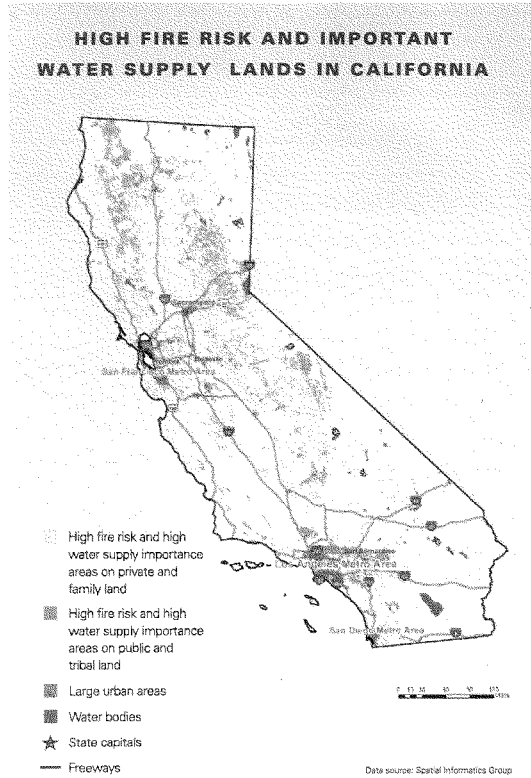 HIGH FIRE RISK AND IMPORTANT
WATER SUPPLY LANDS IN CALIFORNIA
Sacramento
San Francisco Metro Area
Los Angeles Metro Area
San Diego Metro Area
High fire risk and high
water supply importance
areas on private and
family land
High fire risk and high
water supply importance
areas on public and
tribal land
Large urban areas
Water bodies
State capitals
Freeways
Data source: Spatial Informatics Group